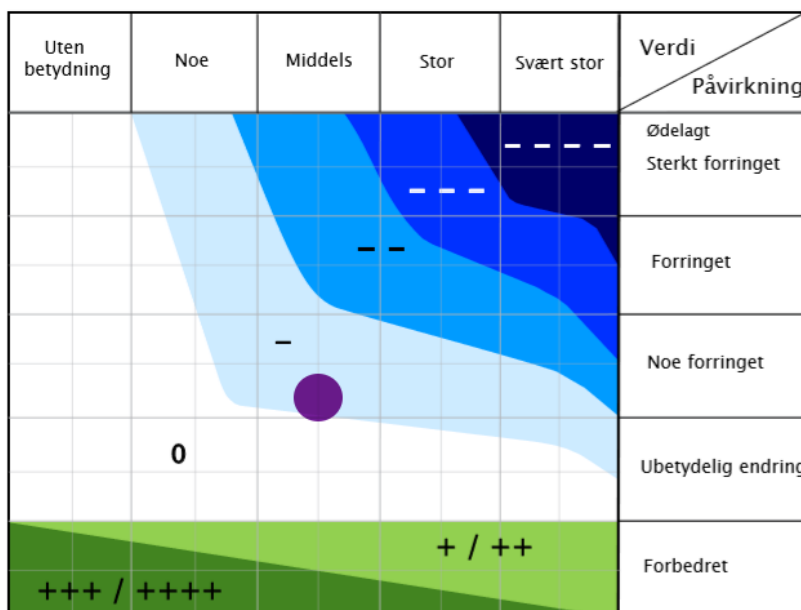 Uten
betydning
Noe
Middels
Stor
Svært stor
Verdi
Påvirkning
Ødelagt
Sterkt forringet
Forringet
Noe forringet
Ubetydelig endring
Forbedret
– – – –
– – –
– –
–
0
+ / ++
+++ / ++++